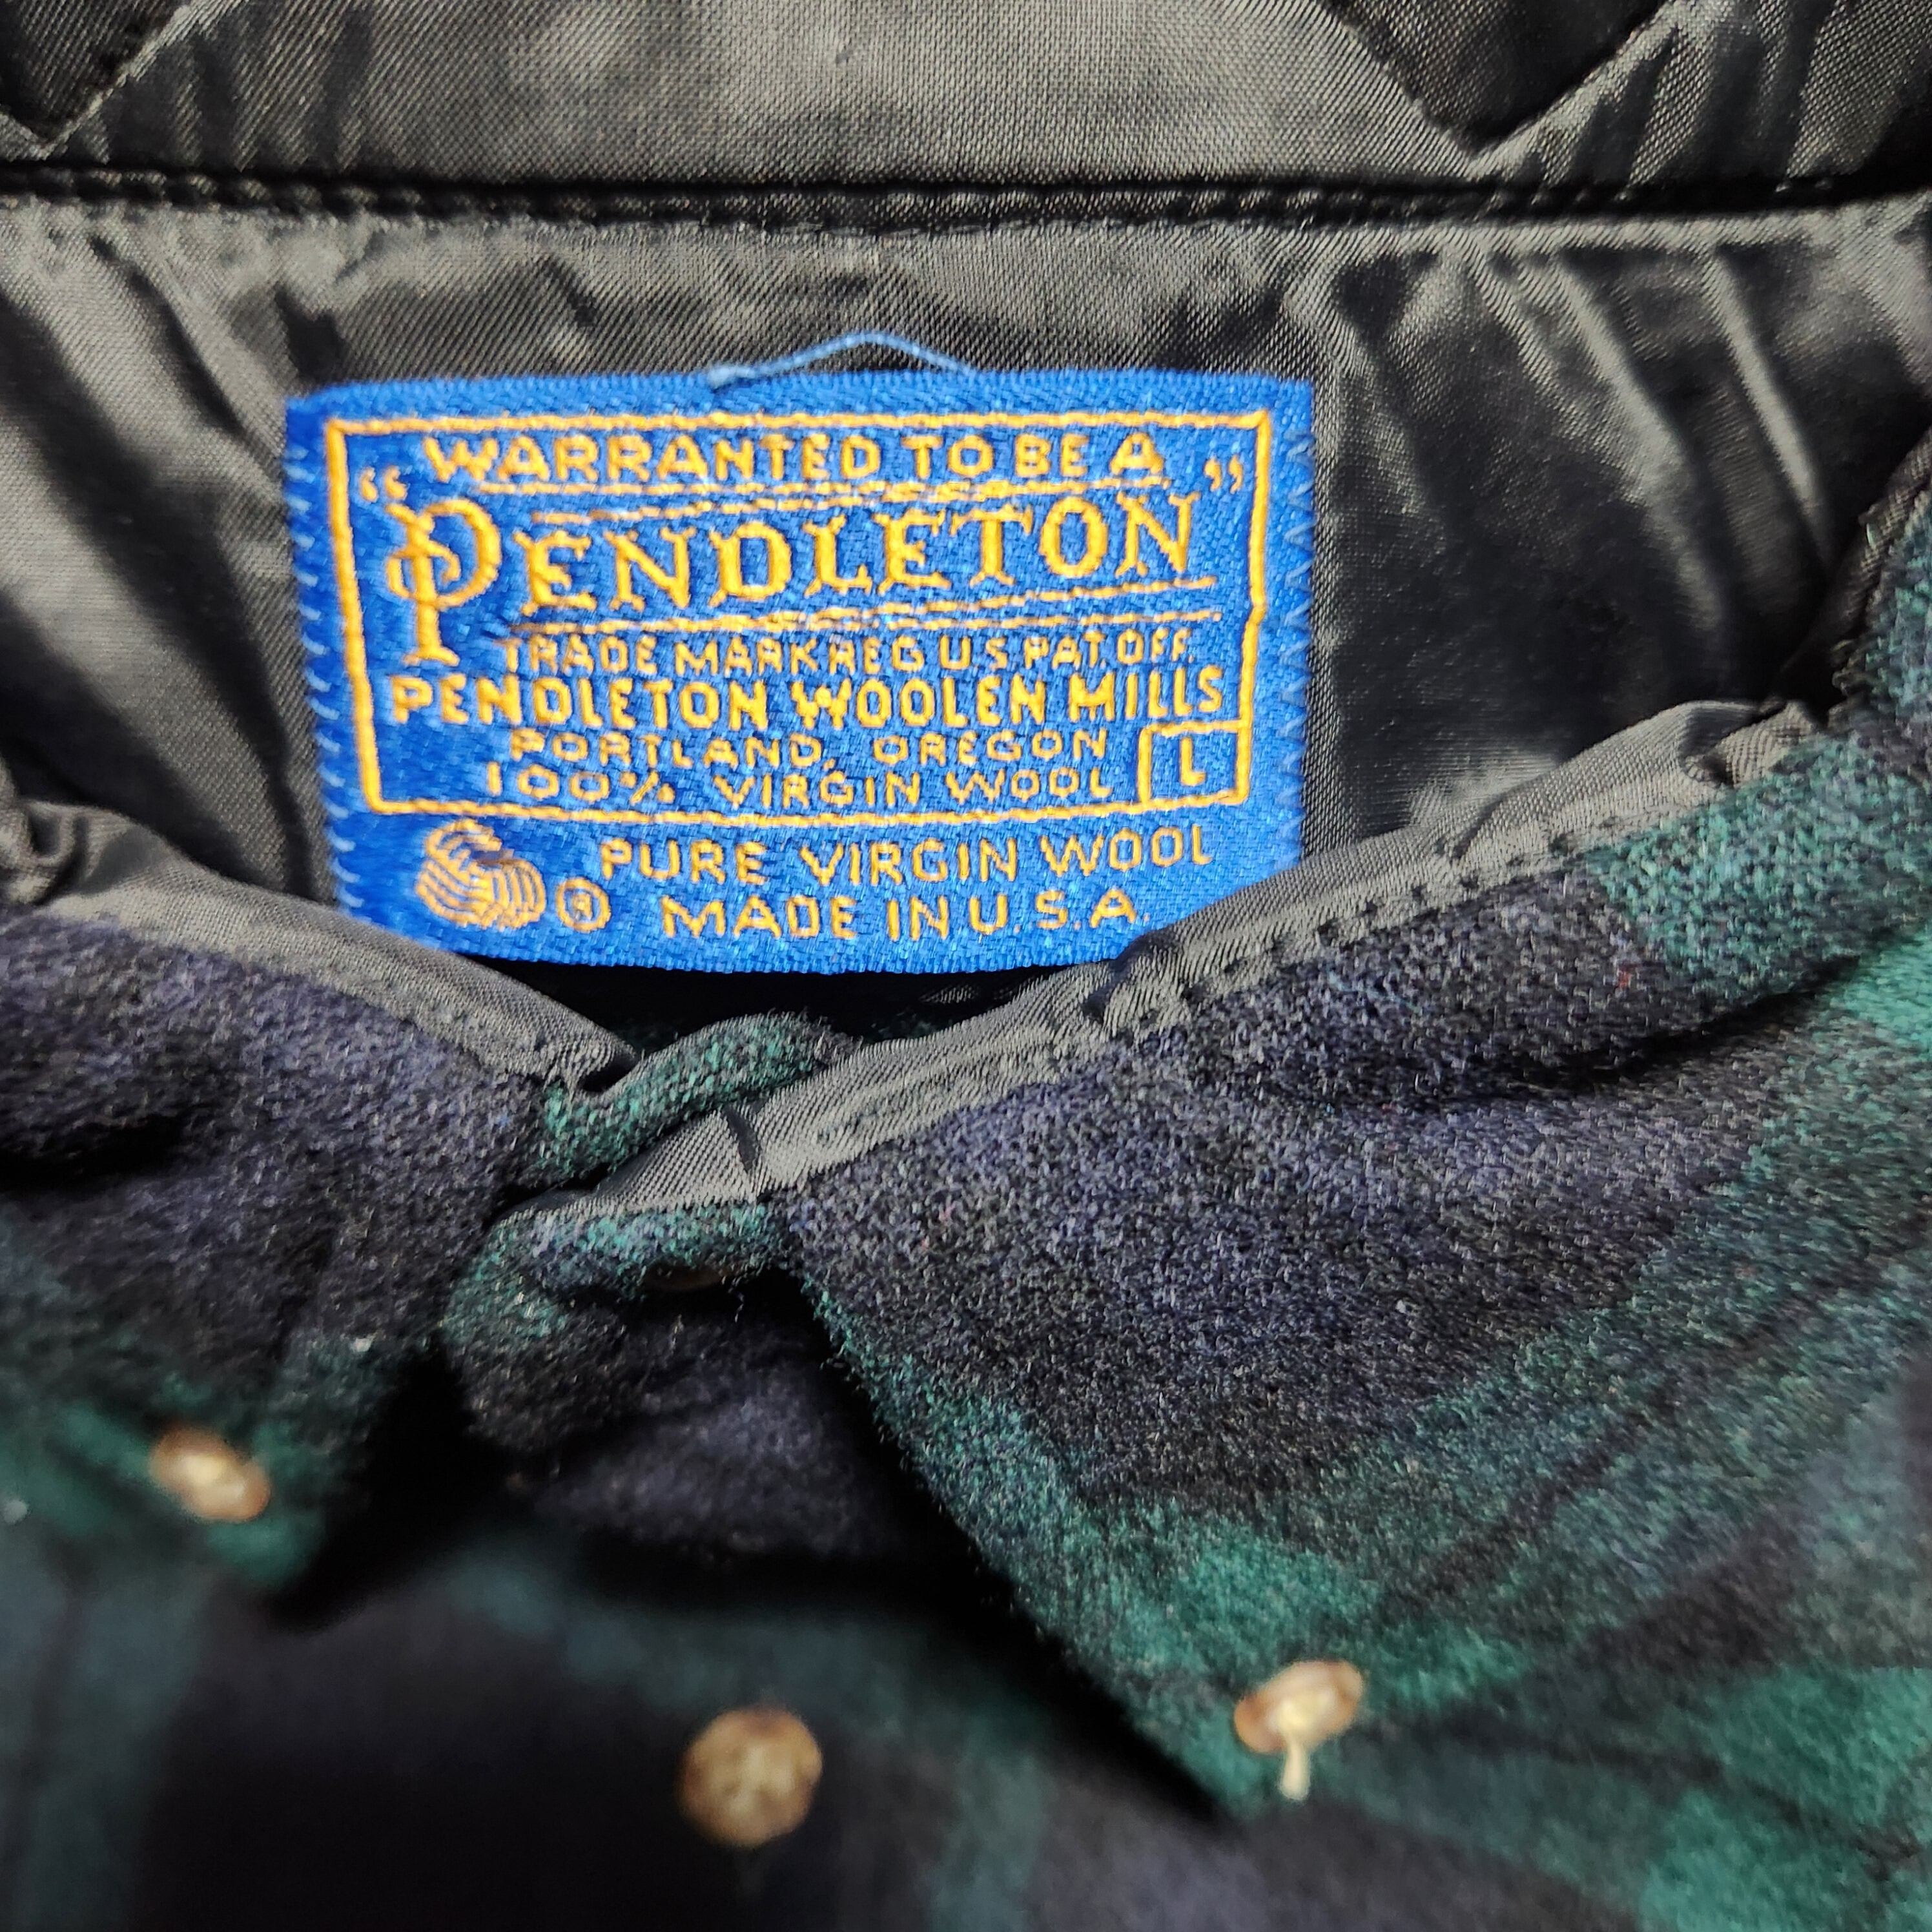 WARRANTED TO BE A
"PENDLETON"
TRADE MARK REG U.S. PAT. OFF.
PENDLETON WOOLEN MILLS
PORTLAND, OREGON
100% VIRGIN WOOL L
® PURE VIRGIN WOOL
MADE IN U.S.A.